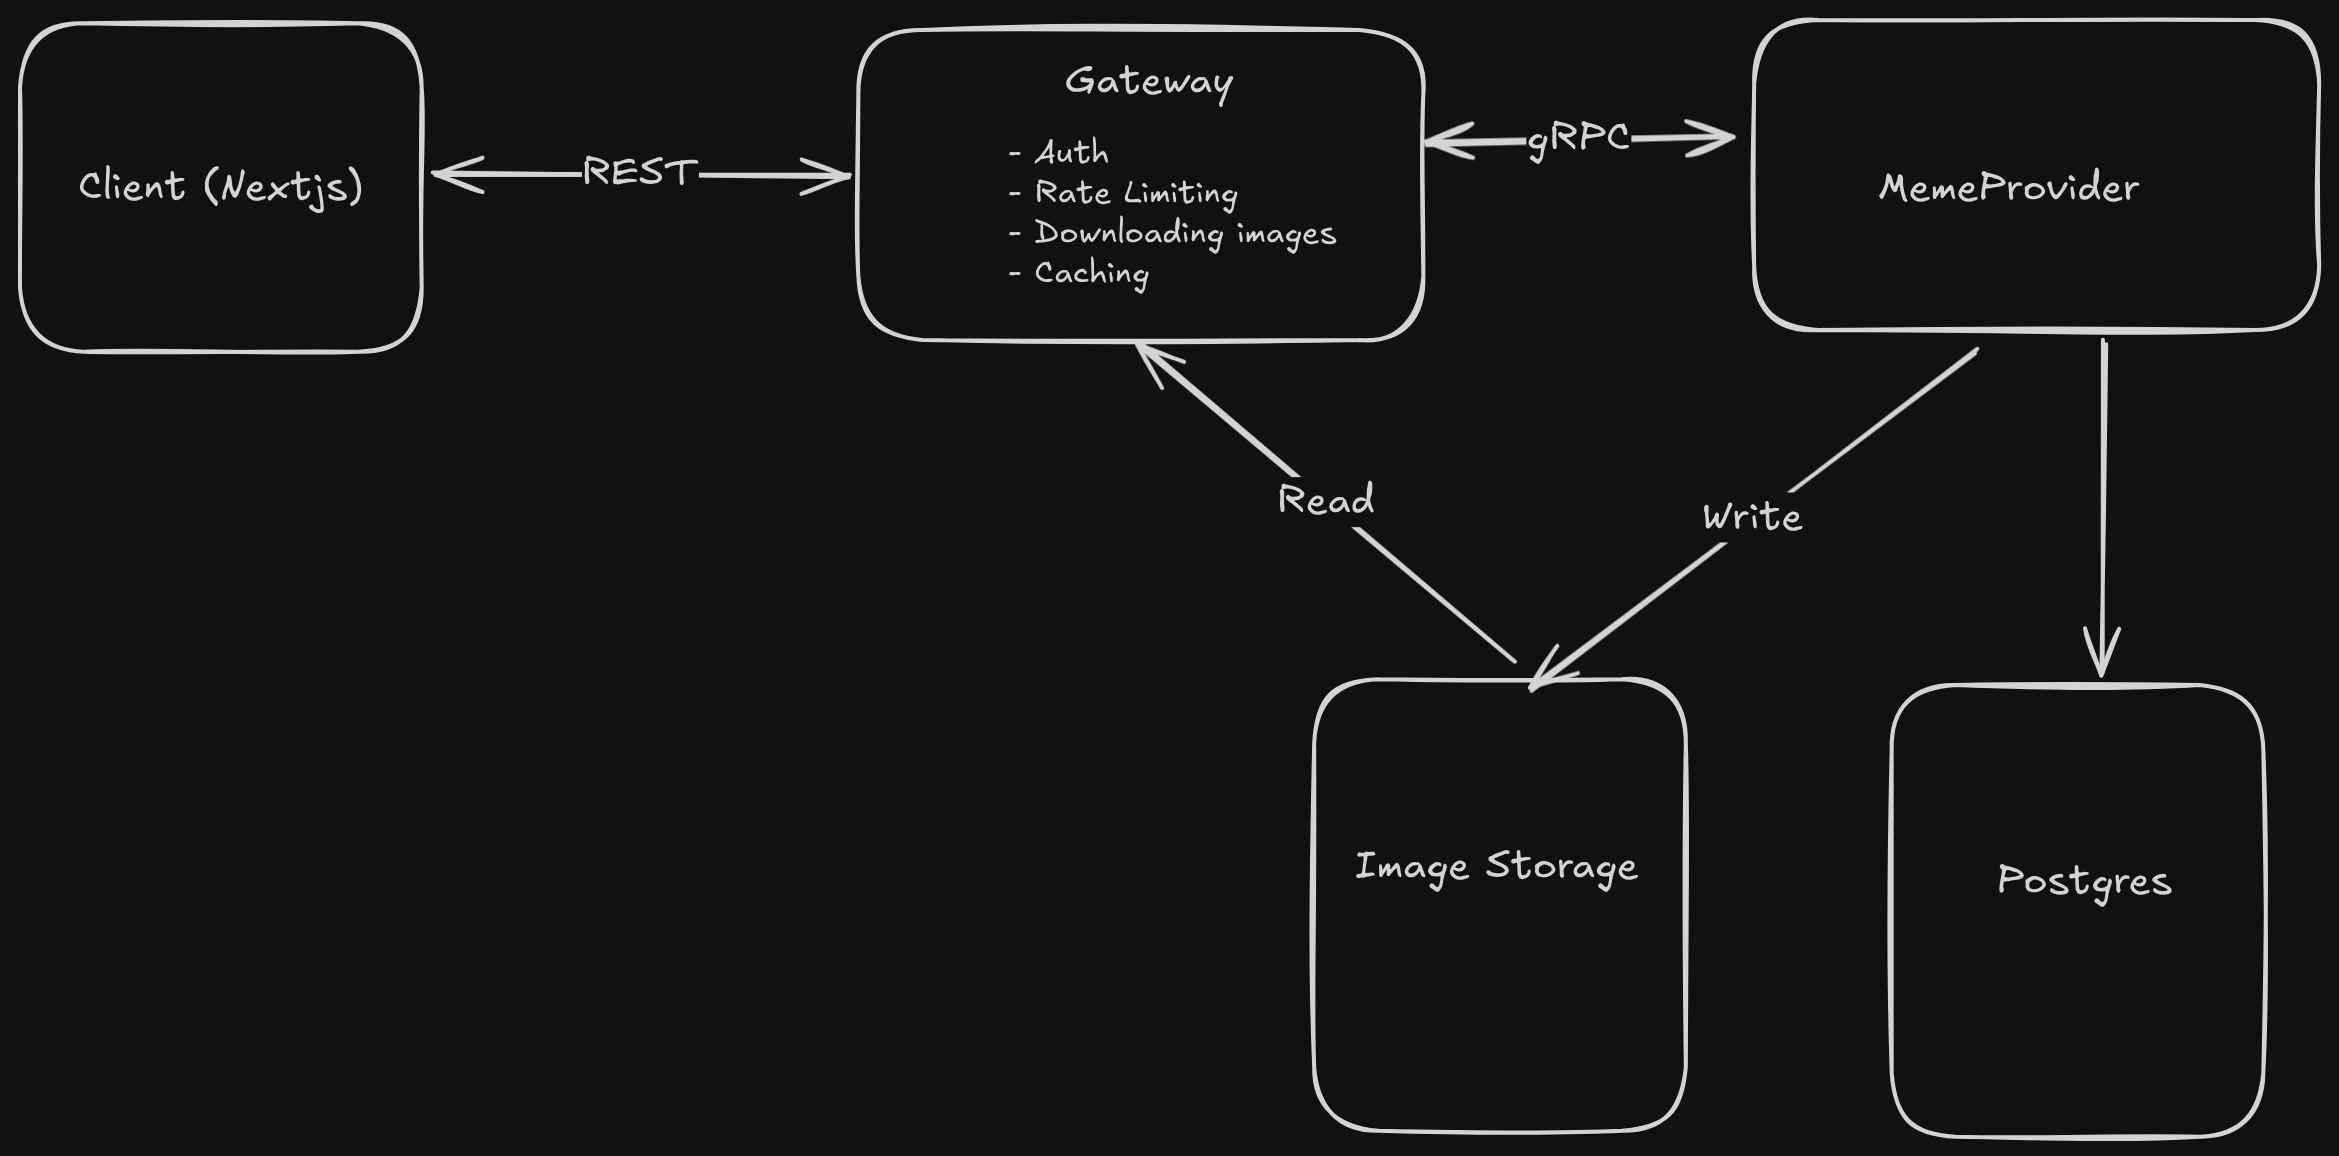 Client (Nextjs)
REST
Gateway
- Auth
- Rate Limiting
- Downloading images
- Caching
gRPC
MemeProvider
Read
Write
Image Storage
Postgres